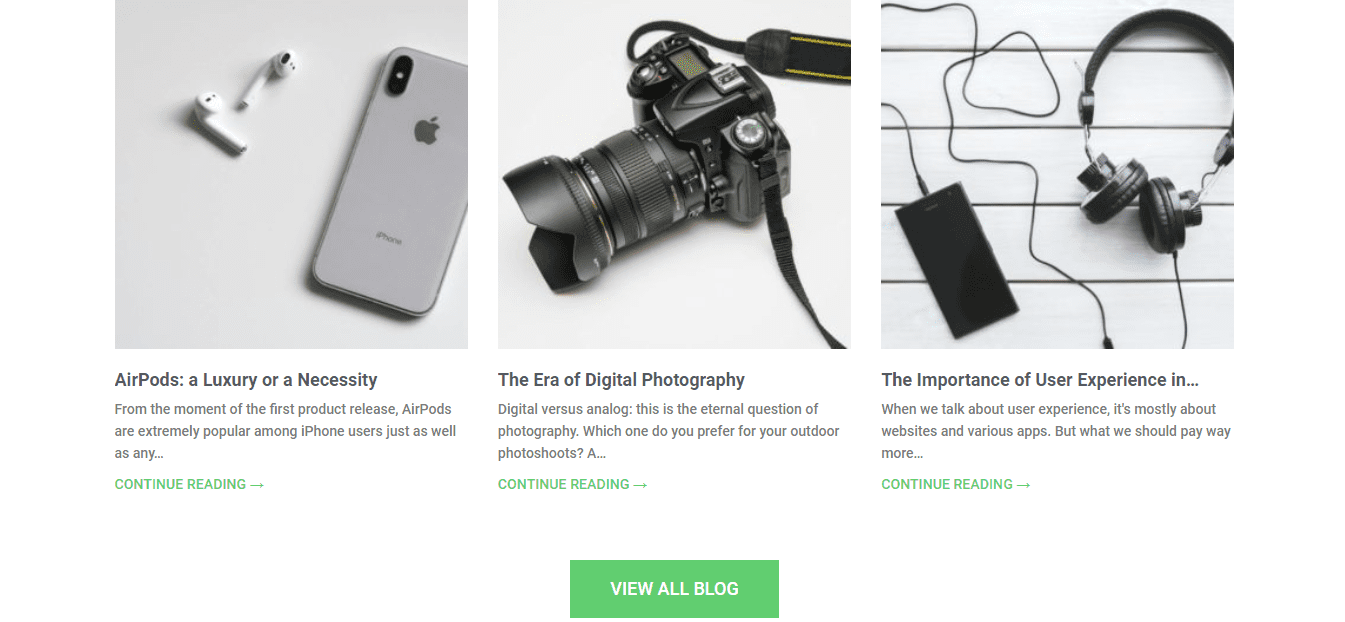 iPhone
AirPods: a Luxury or a Necessity
From the moment of the first product release, AirPods
are extremely popular among iPhone users just as well
as any…
CONTINUE READING →
The Era of Digital Photography
Digital versus analog: this is the eternal question of
photography. Which one do you prefer for your outdoor
photoshoots? A…
CONTINUE READING →
The Importance of User Experience in…
When we talk about user experience, it's mostly about
websites and various apps. But what we should pay way
more…
CONTINUE READING →
VIEW ALL BLOG